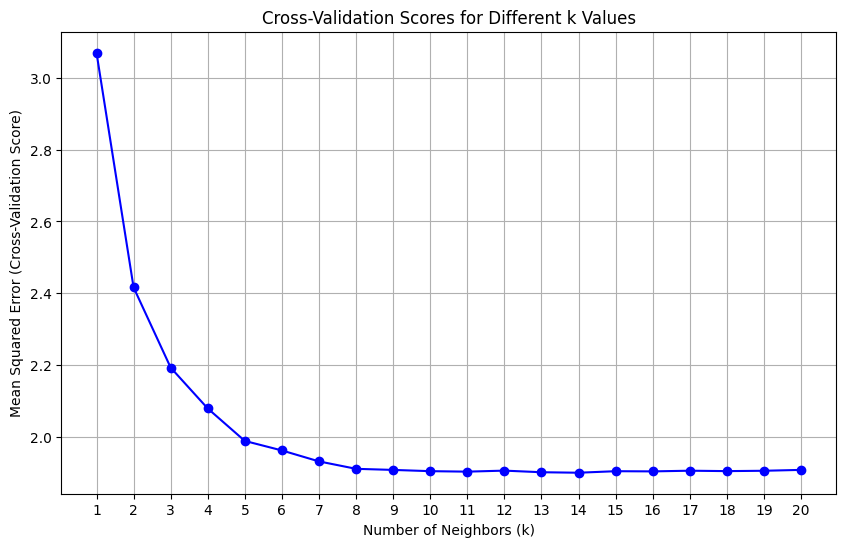 Cross-Validation Scores for Different k Values
Mean Squared Error (Cross-Validation Score)
3.0
2.8
2.6
2.4
2.2
2.0
1 2 3 4 5 6 7 8 9 10 11 12 13 14 15 16 17 18 19 20
Number of Neighbors (k)